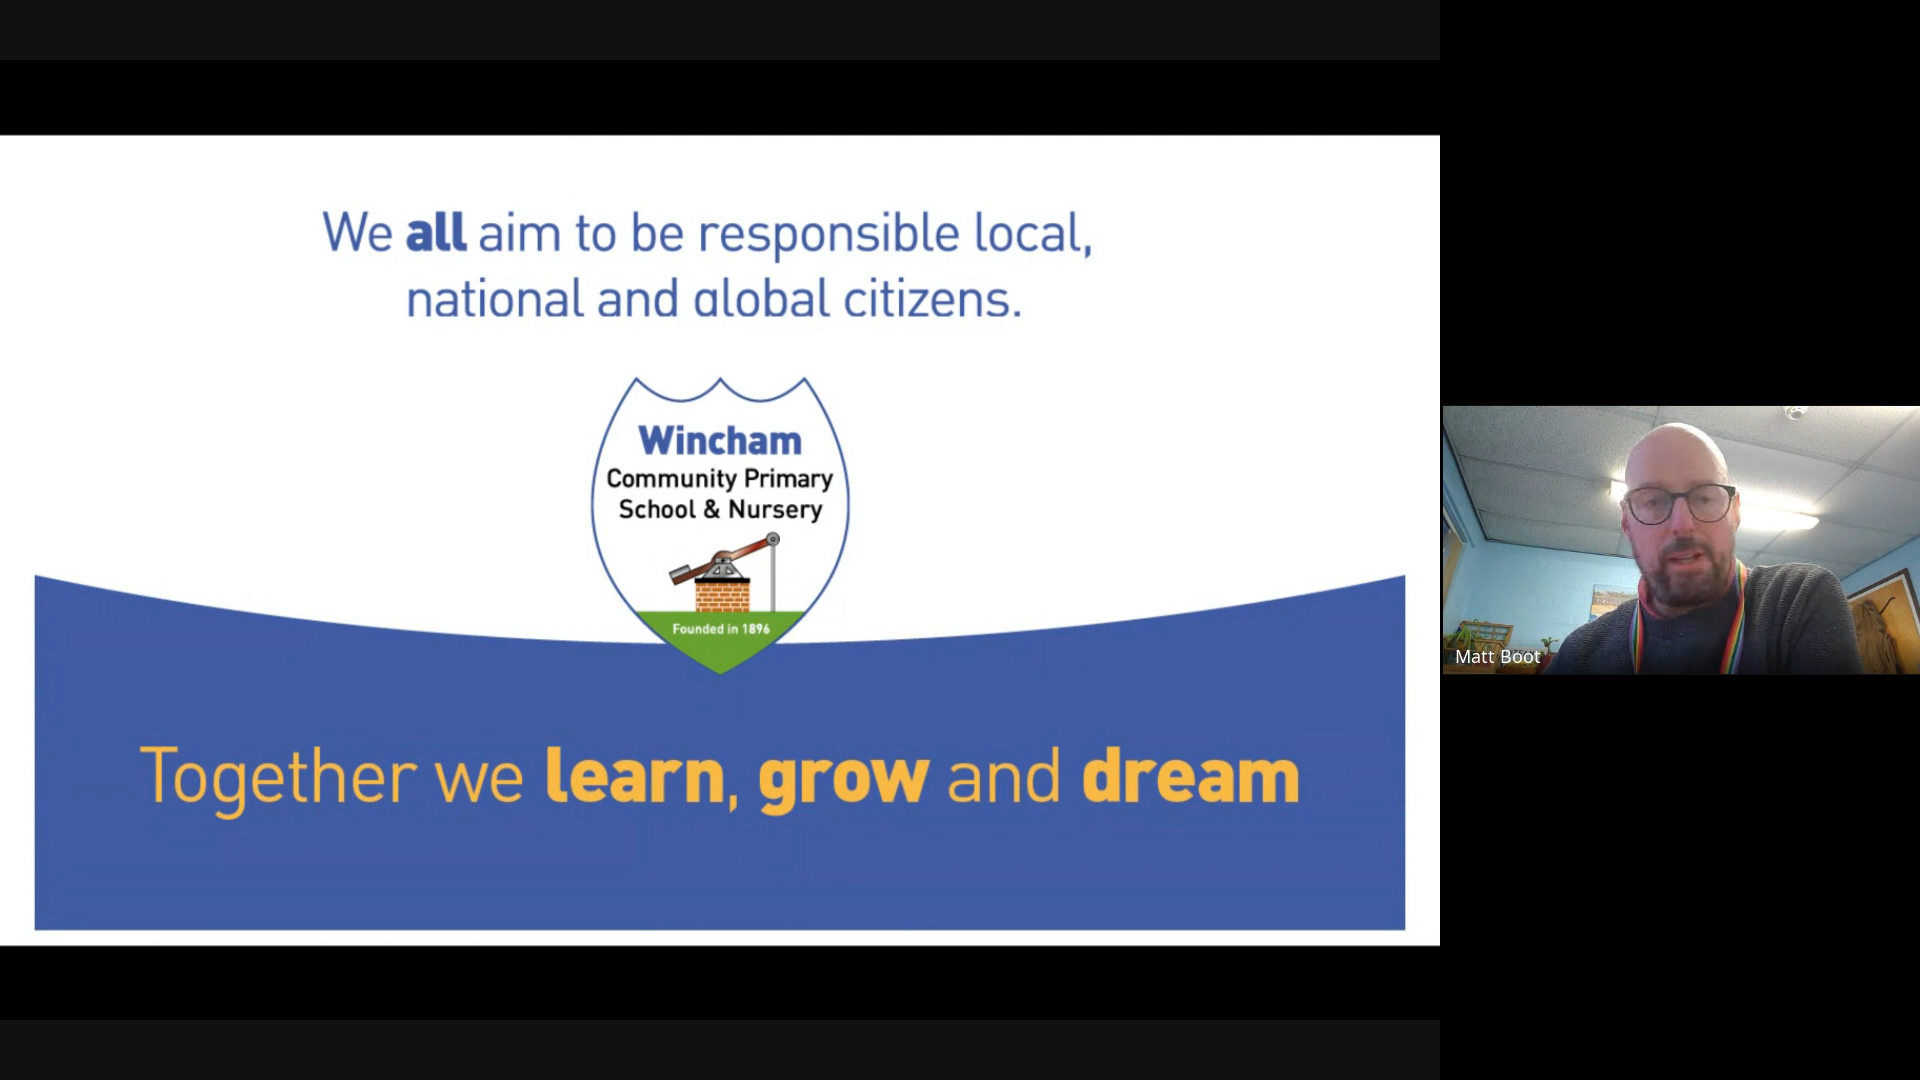 We all aim to be responsible local,
national and global citizens.
Wincham
Community Primary
School & Nursery
Founded in 1896
Together we learn, grow and dream
Matt Boot